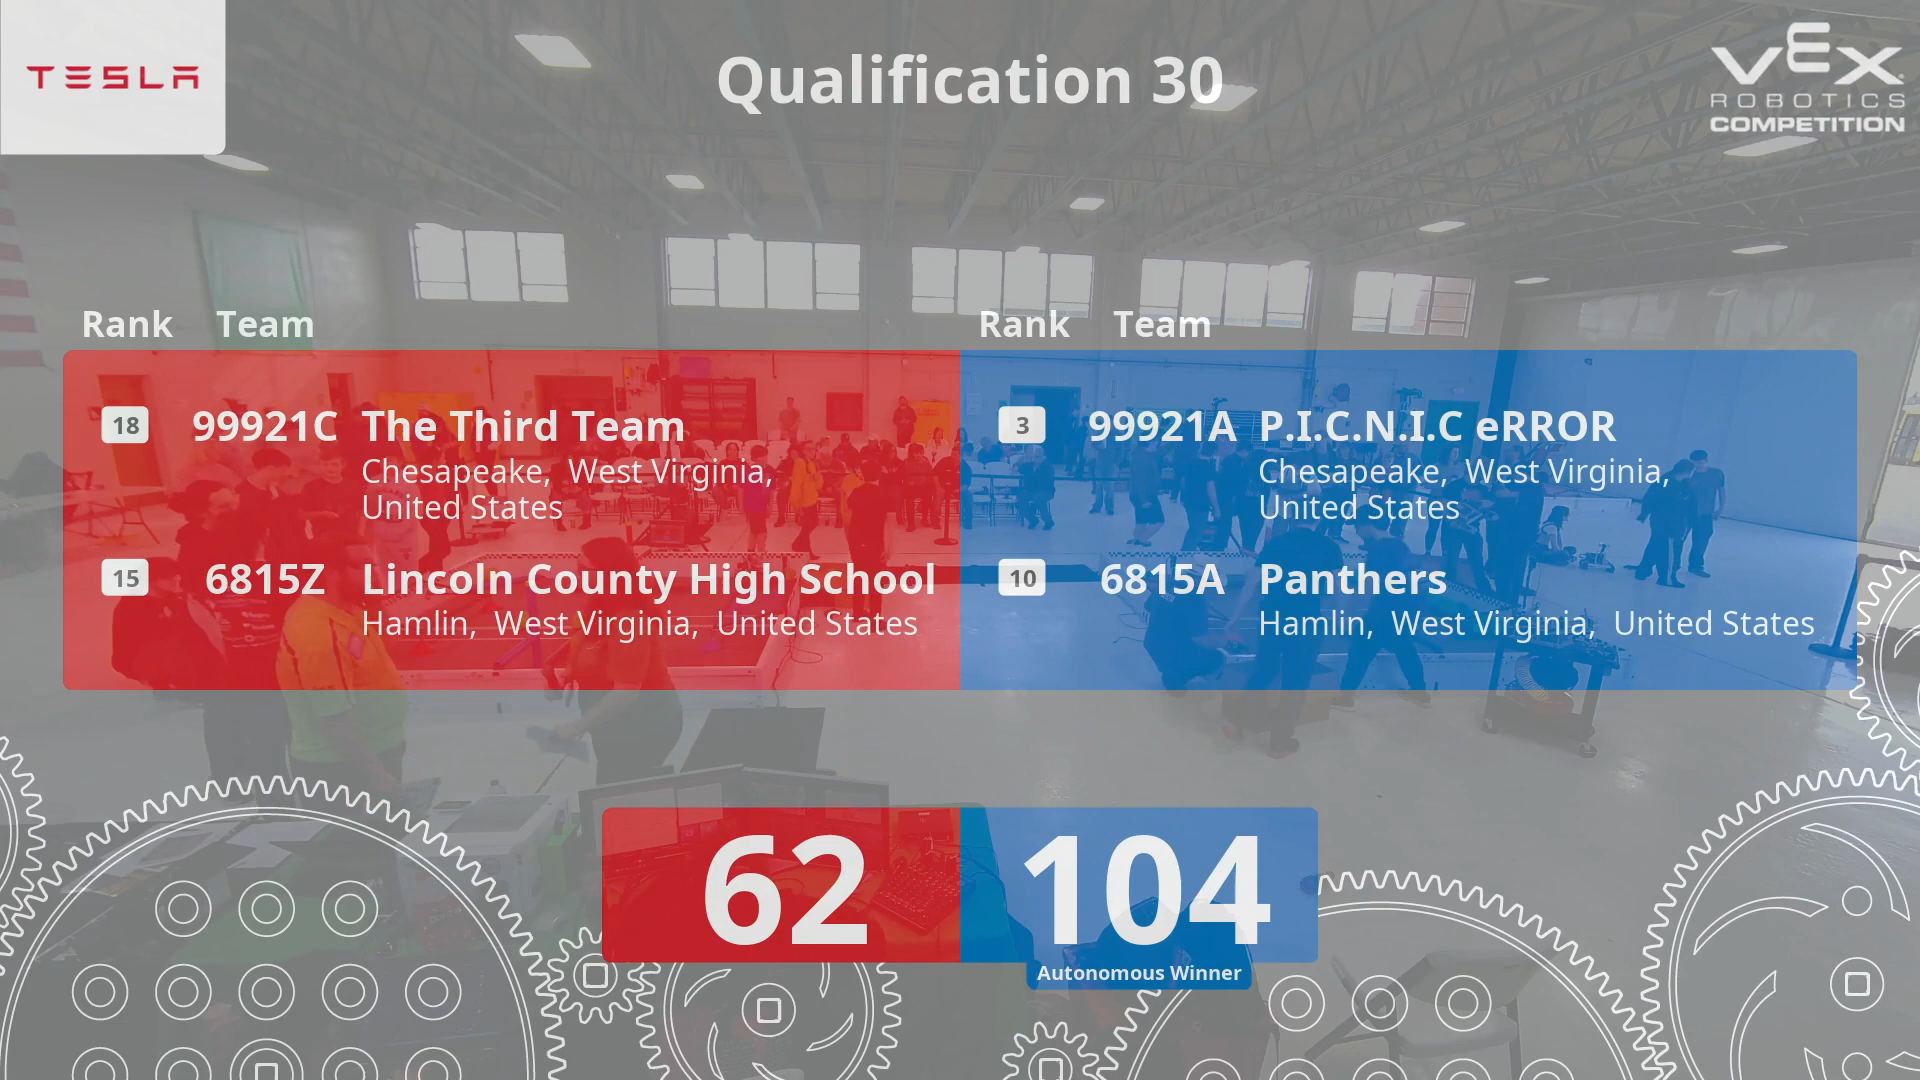 TESLA
Qualification 30
VEX
ROBOTICS
COMPETITION
Rank Team
18 99921C The Third Team
Chesapeake, West Virginia,
United States
15 6815Z Lincoln County High School
Hamlin, West Virginia, United States
Rank Team
3 99921A P.I.C.N.I.C eRROR
Chesapeake, West Virginia,
United States
10 6815A Panthers
Hamlin, West Virginia, United States
62
104
Autonomous Winner